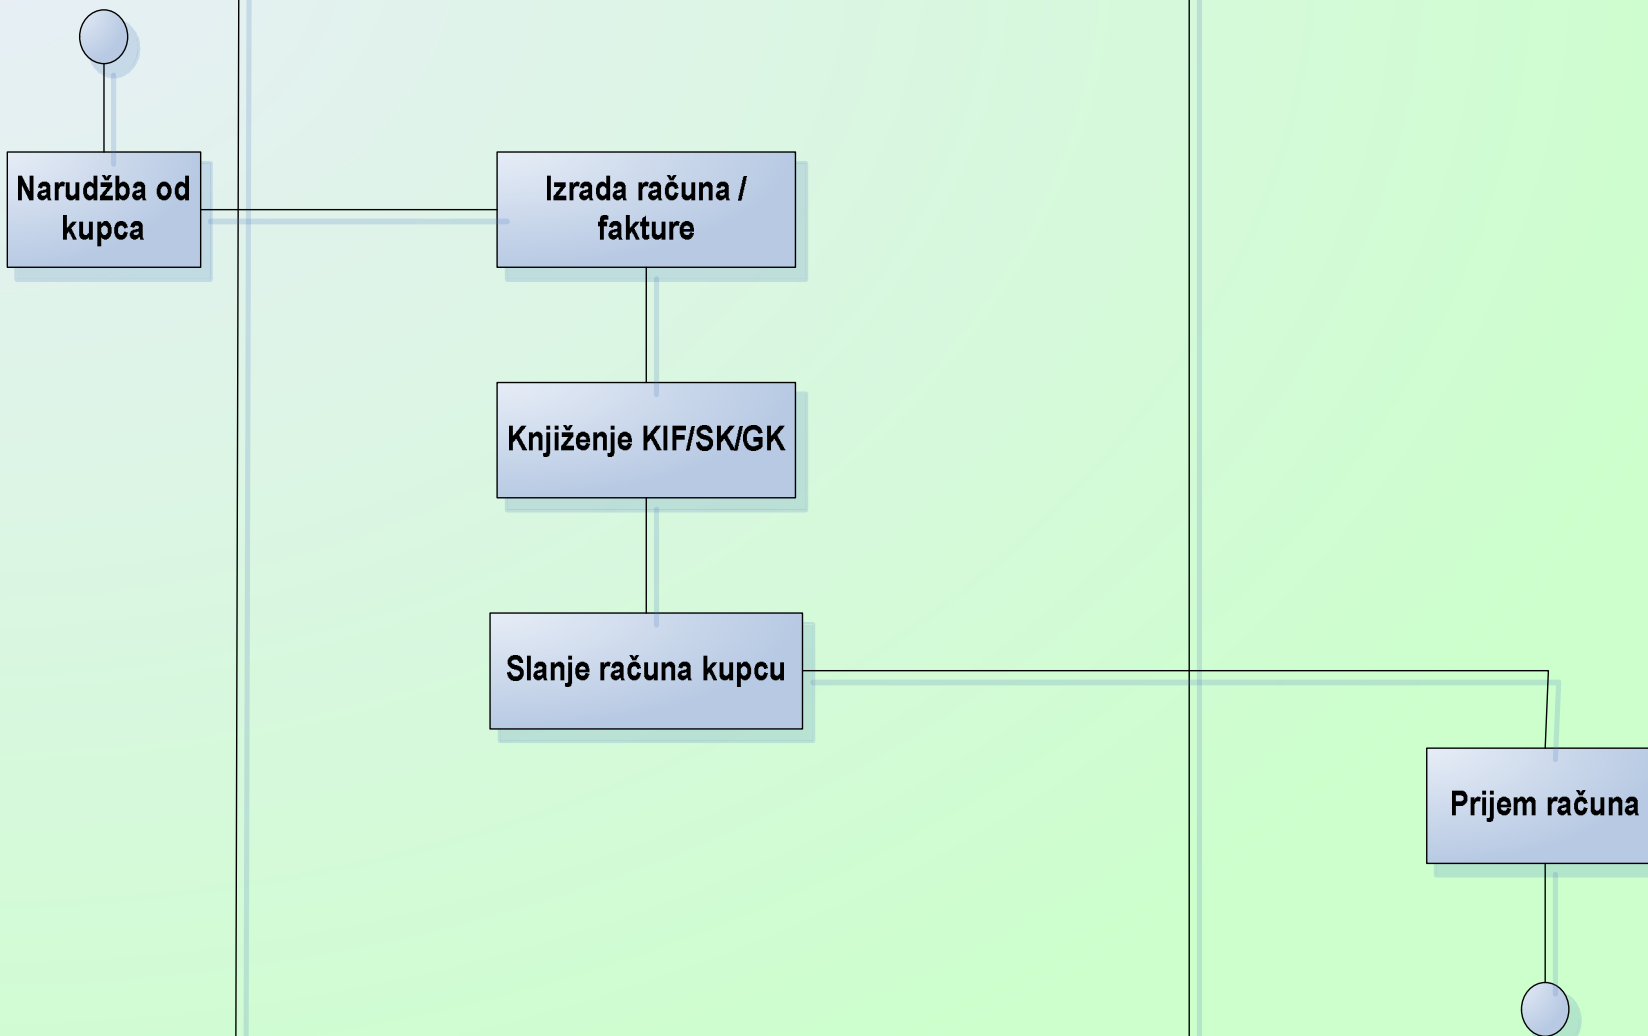 Narudžba od
kupca
Izrada računa /
fakture
Knjiženje KIF/SK/GK
Slanje računa kupcu
Prijem računa